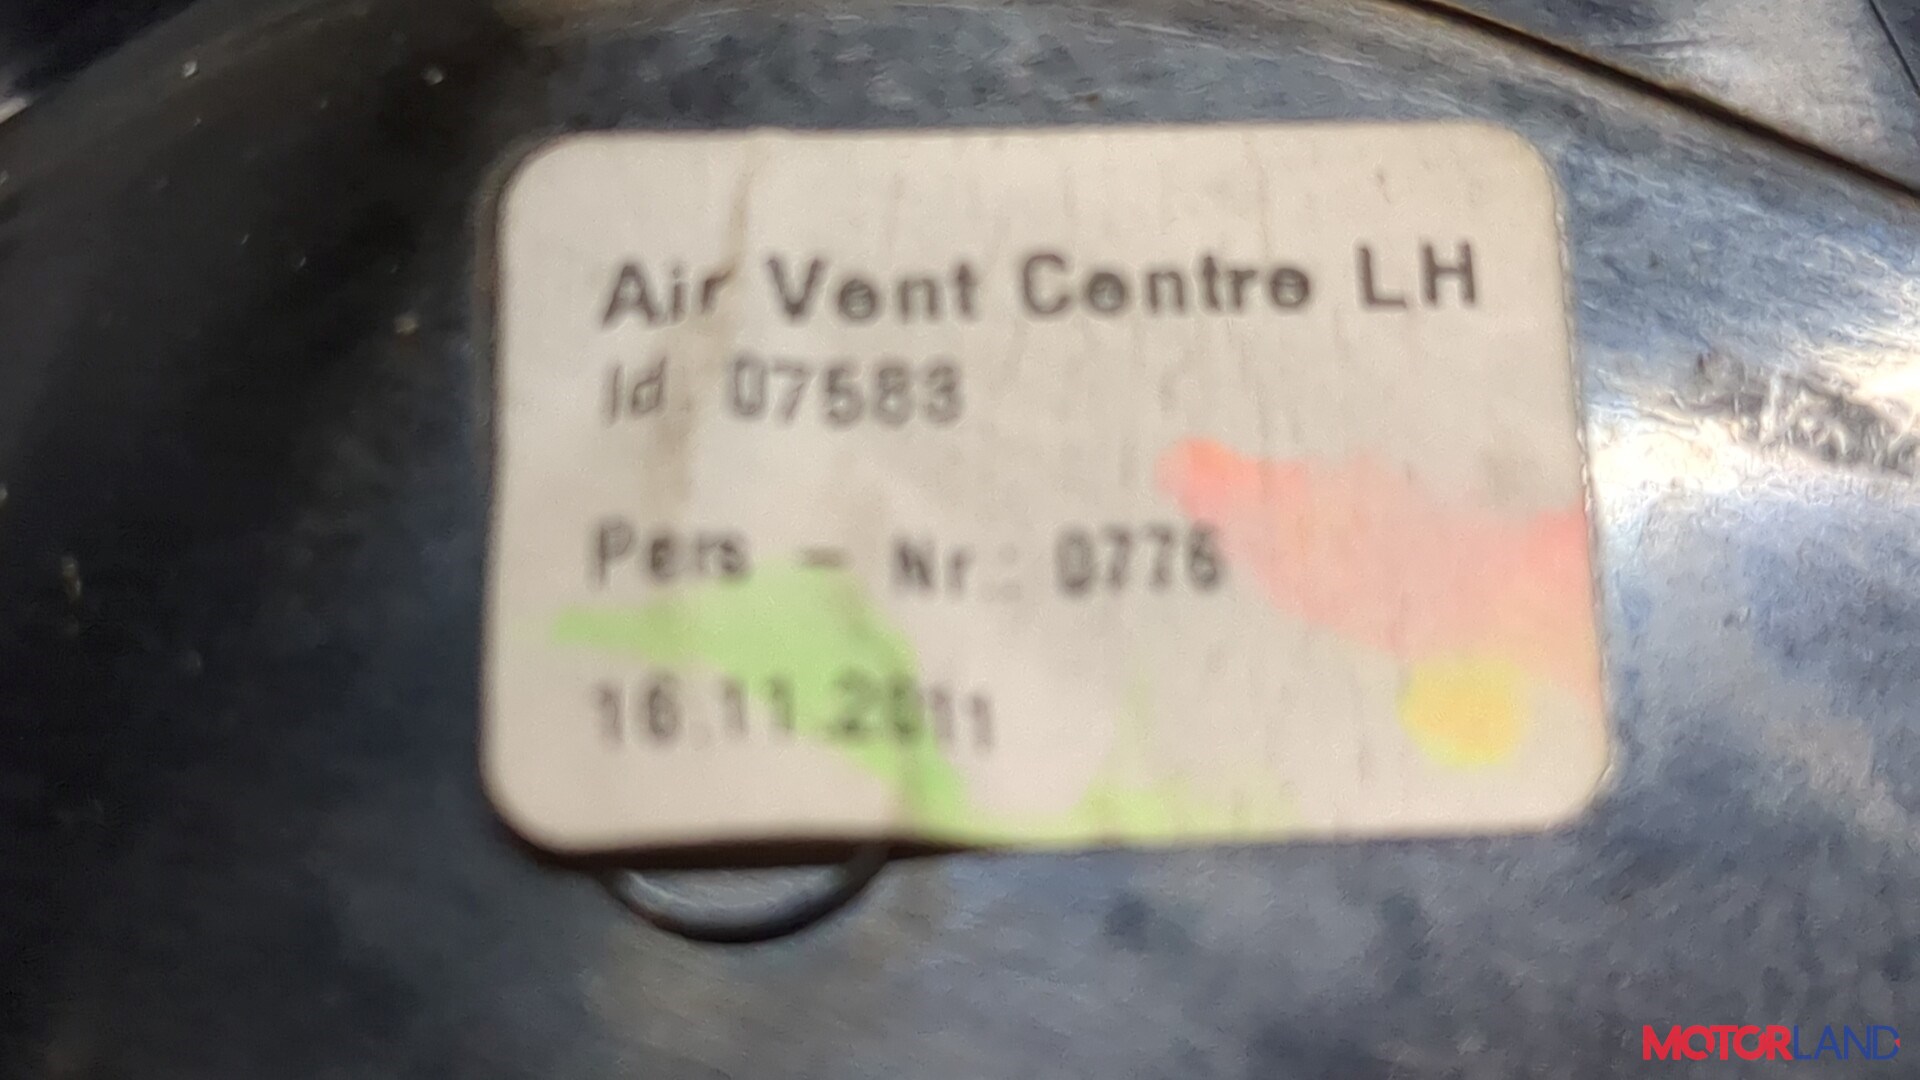 Air Vent Centre LH
Id. 07583
Pers - Nr.: 0776
16.11.2011
MOTORLAND